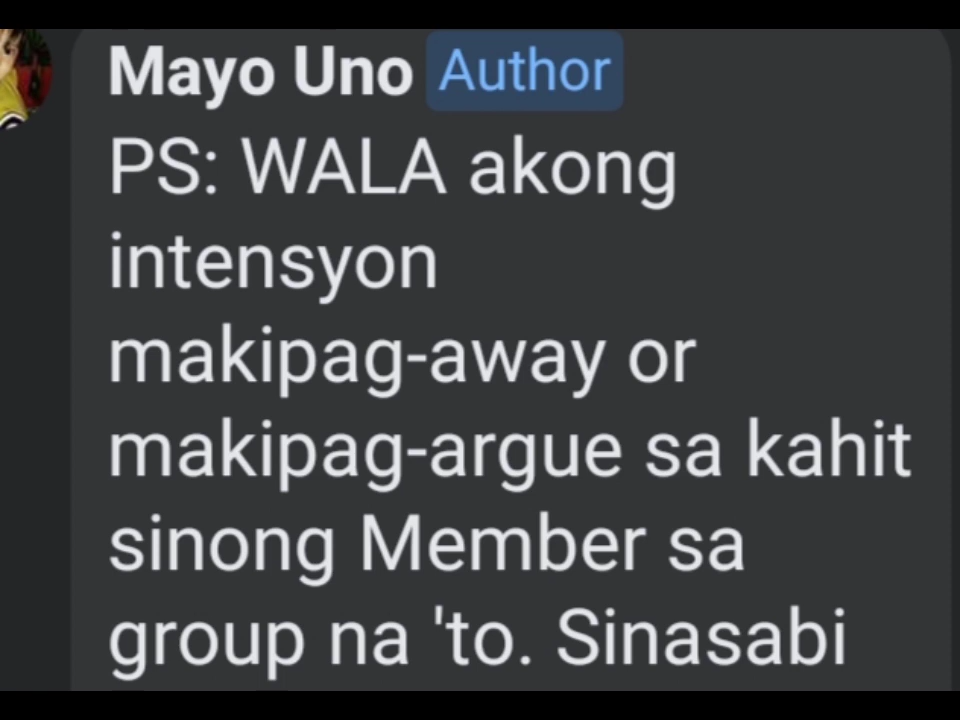 Mayo Uno Author
PS: WALA akong
intensyon
makipag-away or
makipag-argue sa kahit
sinong Member sa
group na 'to. Sinasabi